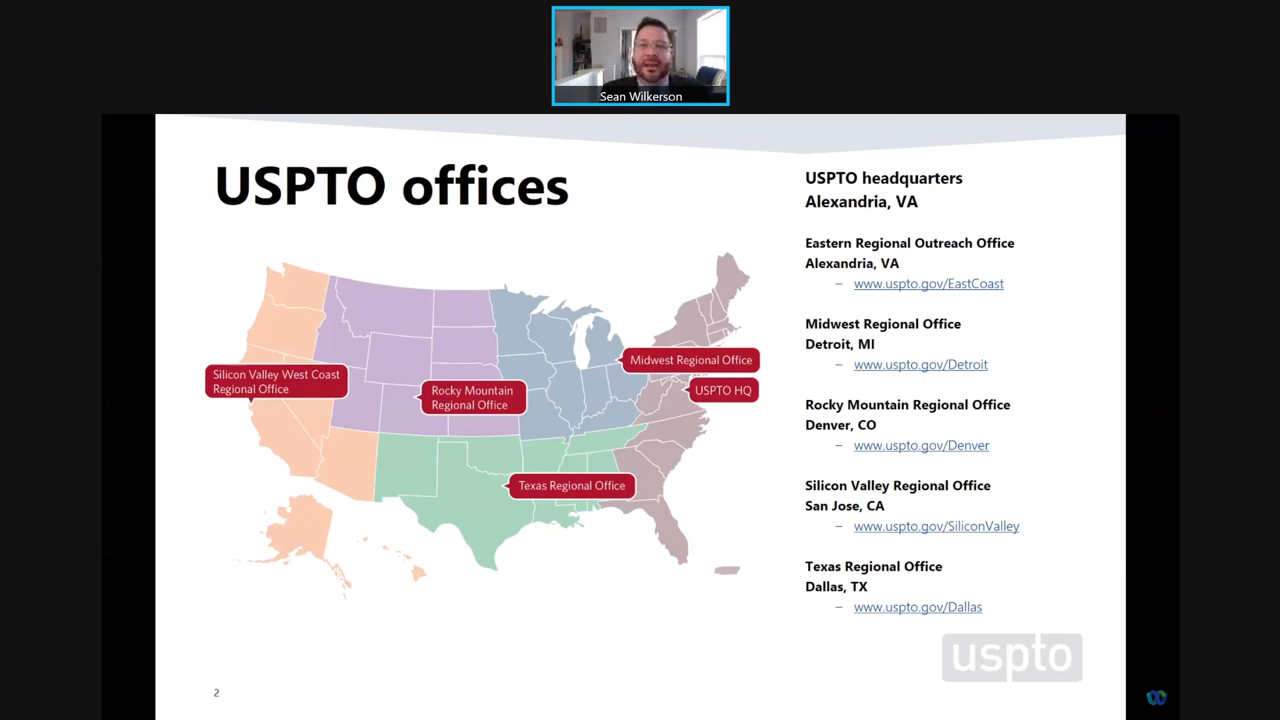 Sean Wilkerson
USPTO offices
USPTO headquarters
Alexandria, VA
Eastern Regional Outreach Office
Alexandria, VA
– www.uspto.gov/EastCoast
Midwest Regional Office
Detroit, MI
– www.uspto.gov/Detroit
Rocky Mountain Regional Office
Denver, CO
– www.uspto.gov/Denver
Silicon Valley Regional Office
San Jose, CA
– www.uspto.gov/SiliconValley
Texas Regional Office
Dallas, TX
– www.uspto.gov/Dallas
Silicon Valley West Coast
Regional Office
Rocky Mountain
Regional Office
Midwest Regional Office
USPTO HQ
Texas Regional Office
uspto
2